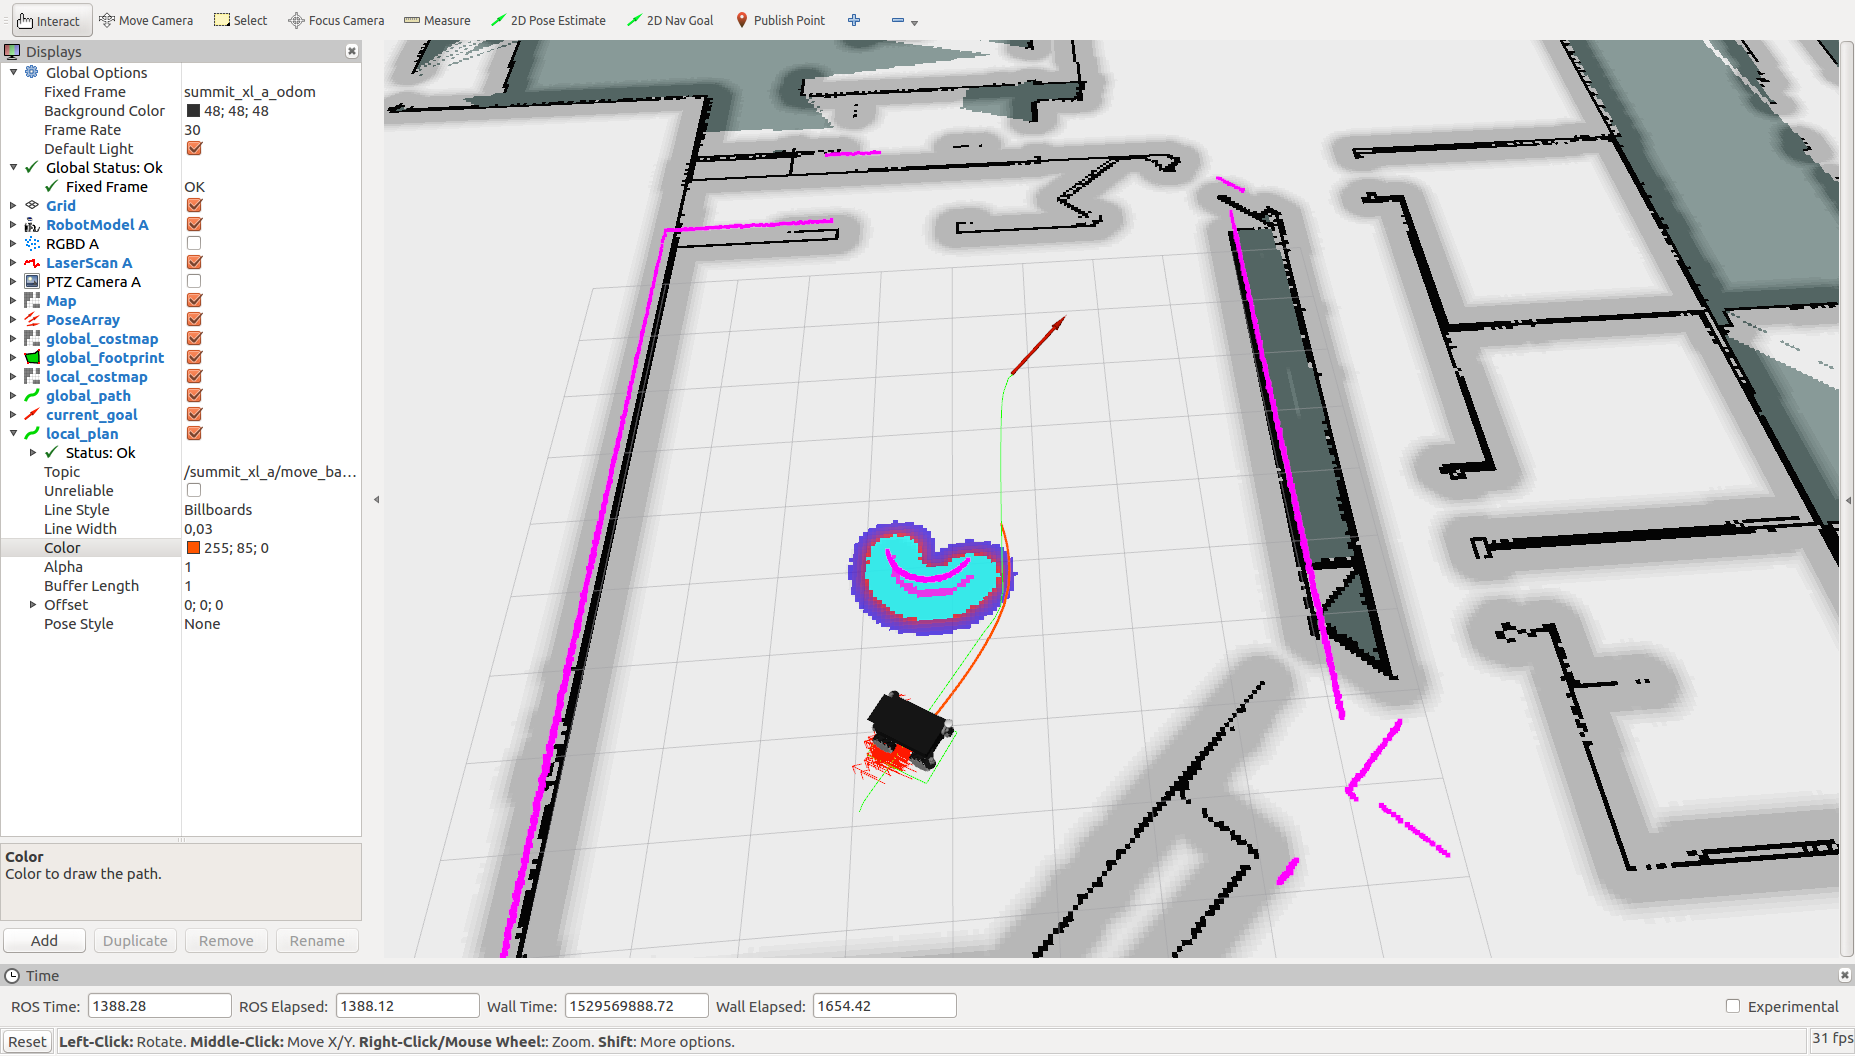 Interact Move Camera Select Focus Camera Measure 2D Pose Estimate 2D Nav Goal Publish Point
Displays
Global Options
Fixed Frame summit_xl_a_odom
Background Color 48; 48; 48
Frame Rate 30
Default Light
Global Status: Ok
Fixed Frame OK
Grid
RobotModel A
RGBD A
LaserScan A
PTZ Camera A
Map
PoseArray
global_costmap
global_footprint
local_costmap
global_path
current_goal
local_plan
Status: Ok
Topic /summit_xl_a/move_ba...
Unreliable
Line Style Billboards
Line Width 0,03
Color 255; 85; 0
Alpha 1
Buffer Length 1
Offset 0; 0; 0
Pose Style None
Color
Color to draw the path.
Add Duplicate Remove Rename
Time
ROS Time: 1388.28 ROS Elapsed: 1388.12 Wall Time: 1529569888.72 Wall Elapsed: 1654.42 Experimental
Reset Left-Click: Rotate. Middle-Click: Move X/Y. Right-Click/Mouse Wheel:: Zoom. Shift: More options. 31 fps